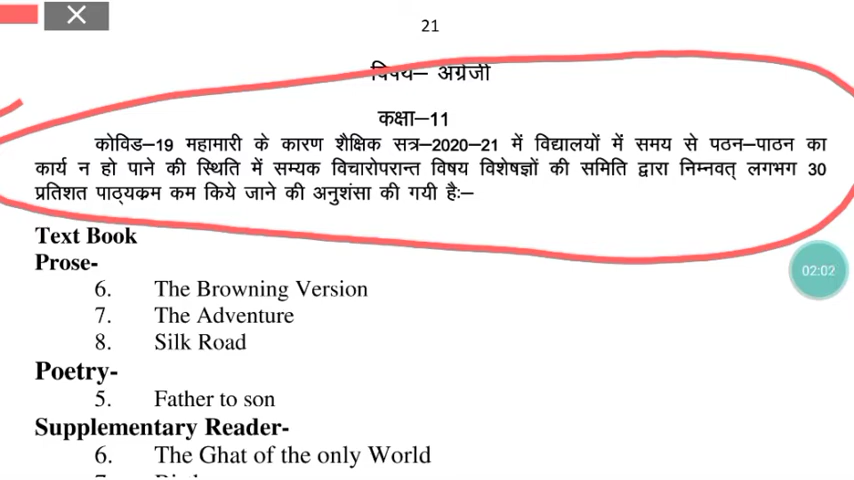 21
विषय– अग्रेजी
कक्षा–11
कोविड–19 महामारी के कारण शैक्षिक सत्र–2020–21 में विद्यालयों में समय से पठन–पाठन का
कार्य न हो पाने की स्थिति में सम्यक विचारोपरान्त विषय विशेषज्ञों की समिति द्वारा निम्नवत् लगभग 30
प्रतिशत पाठ्यक्रम कम किये जाने की अनुशंसा की गयी हैः–
Text Book
Prose-
02:02
6. The Browning Version
7. The Adventure
8. Silk Road
Poetry-
5. Father to son
Supplementary Reader-
6. The Ghat of the only World